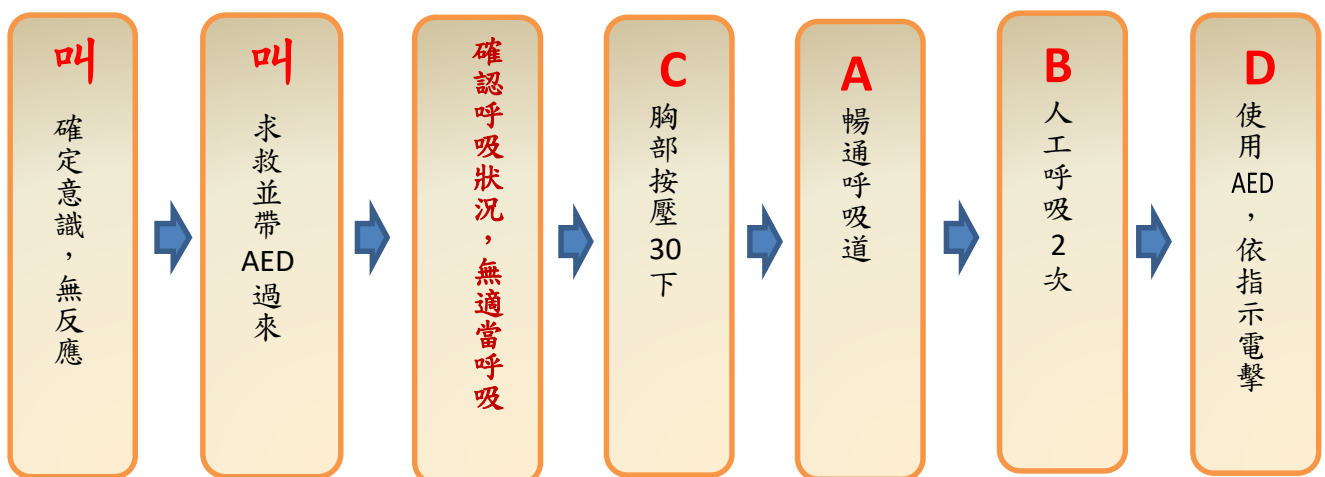 叫
確定意識，無反應
叫
求救並帶AED過來
確認呼吸狀況，無適當呼吸
C
胸部按壓30下
A
暢通呼吸道
B
人工呼吸2次
D
使用AED，依指示電擊